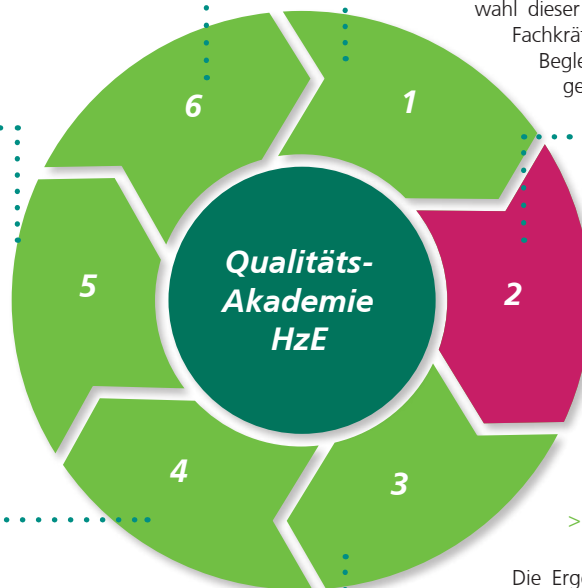 wahl dieser
Fachkrä
Begle
ge
6
1
5
Qualitäts-
Akademie
HzE
2
4
3
>
Die Erg